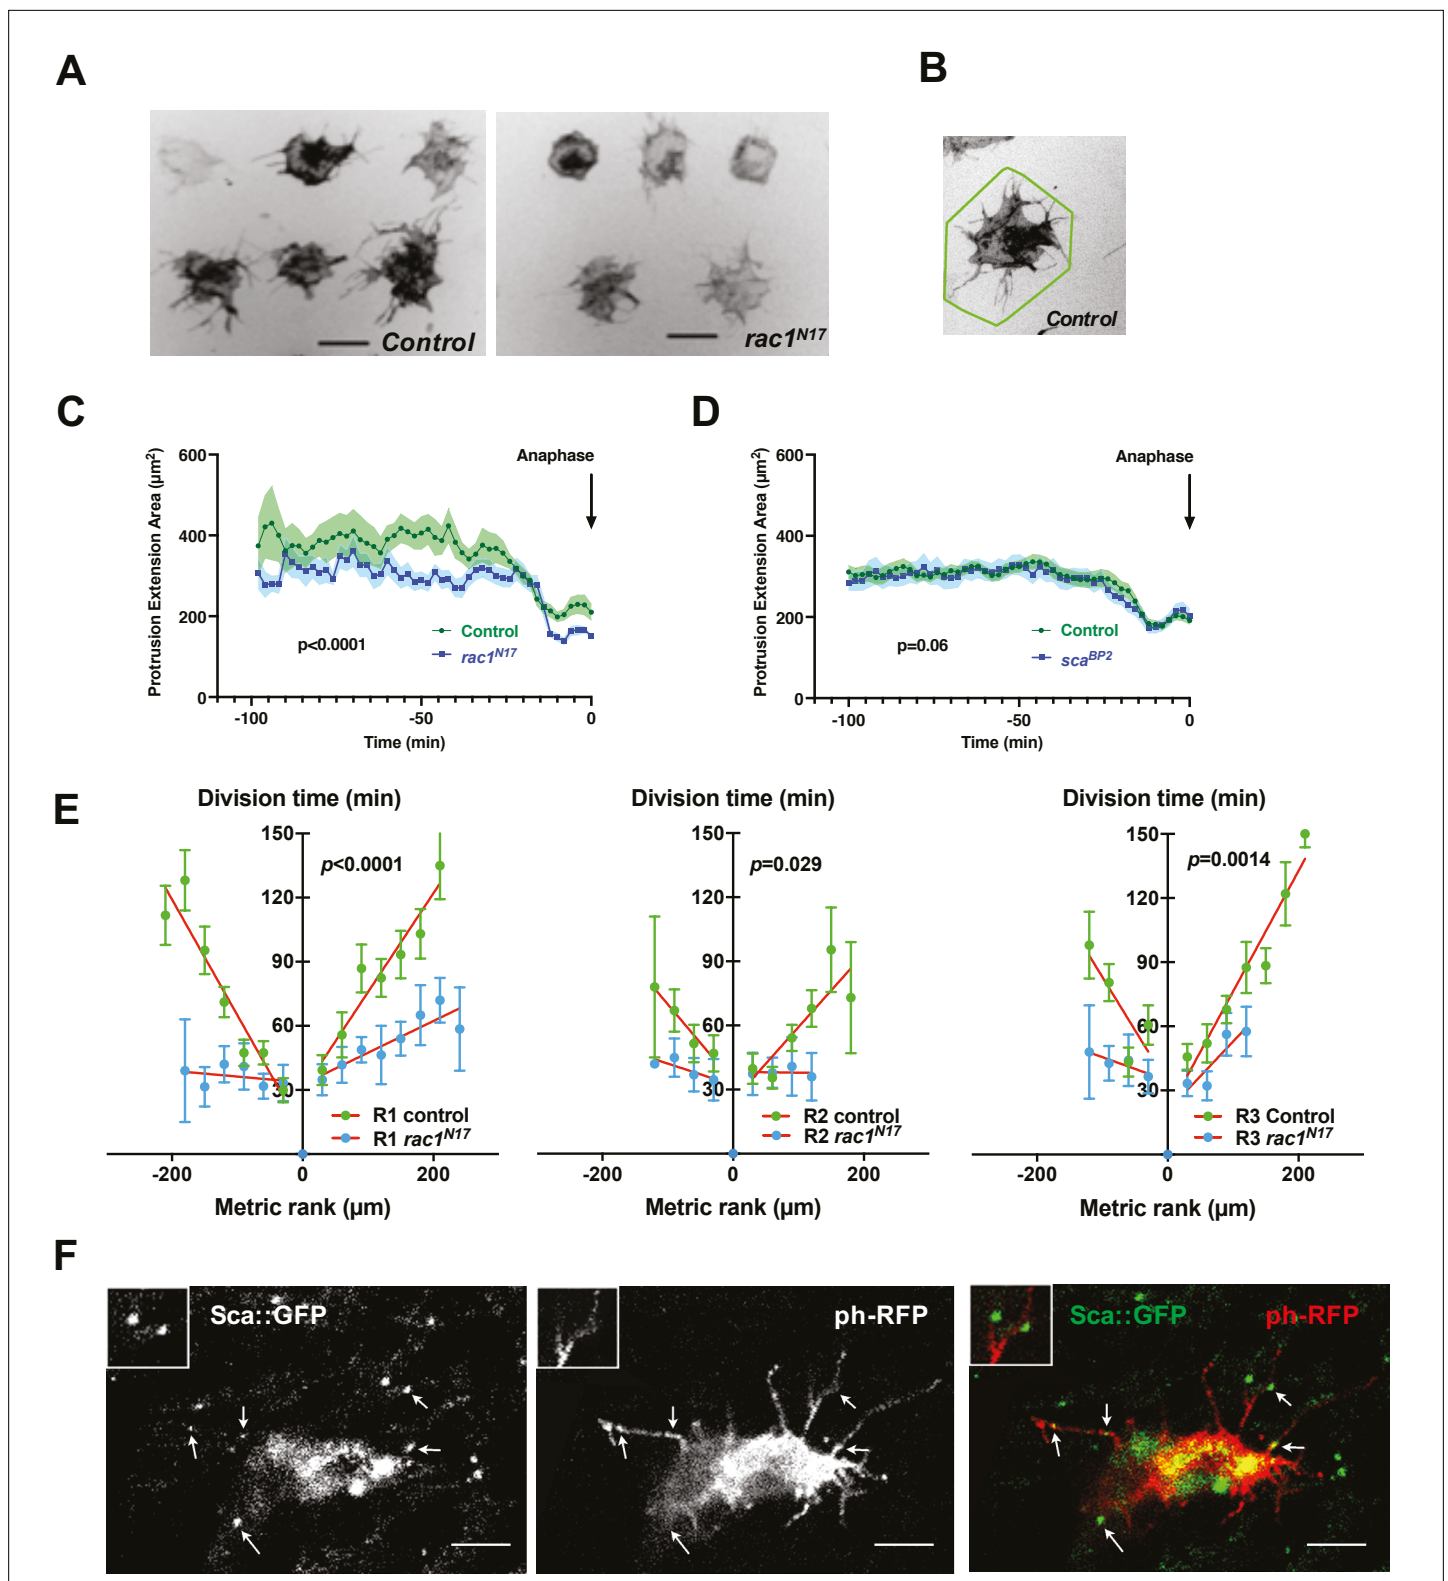 A
B
Control
rac1N17
Control
C
D
Protrusion Extension Area (µm2)
600
400
200
0
Anaphase
p<0.0001
Control
rac1N17
-100
-50
0
Time (min)
Protrusion Extension Area (µm2)
600
400
200
0
Anaphase
p=0.06
Control
scaBP2
-100
-50
0
Time (min)
E
Division time (min)
150
120
90
60
30
p<0.0001
R1 control
R1 rac1N17
-200
0
200
Metric rank (µm)
Division time (min)
150
120
90
60
30
p=0.029
R2 control
R2 rac1N17
-200
0
200
Metric rank (µm)
Division time (min)
150
120
90
60
30
p=0.0014
R3 Control
R3 rac1N17
-200
0
200
Metric rank (µm)
F
Sca::GFP
ph-RFP
Sca::GFP ph-RFP